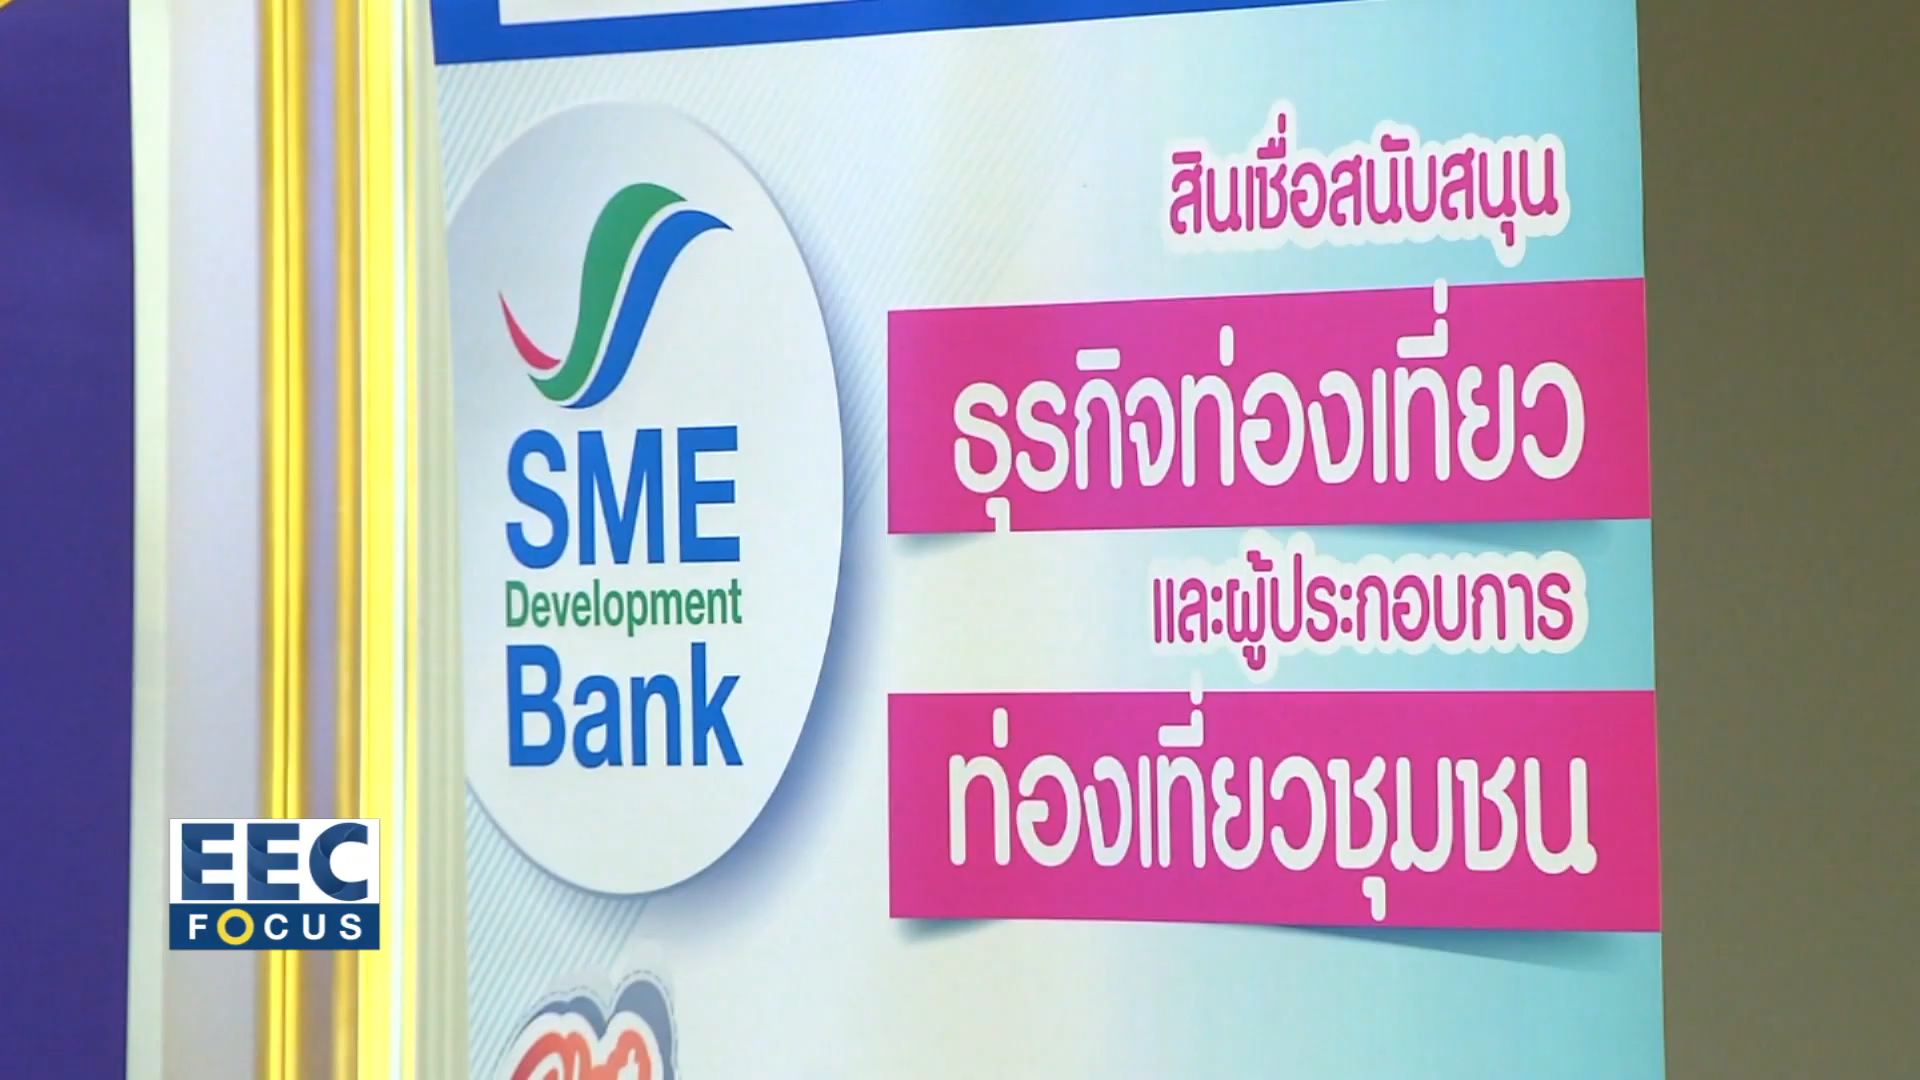 SME
Development
Bank
สินเชื่อสนับสนุน
ธุรกิจท่องเที่ยว
และผู้ประกอบการ
ท่องเที่ยวชุมชน
EEC
FOCUS